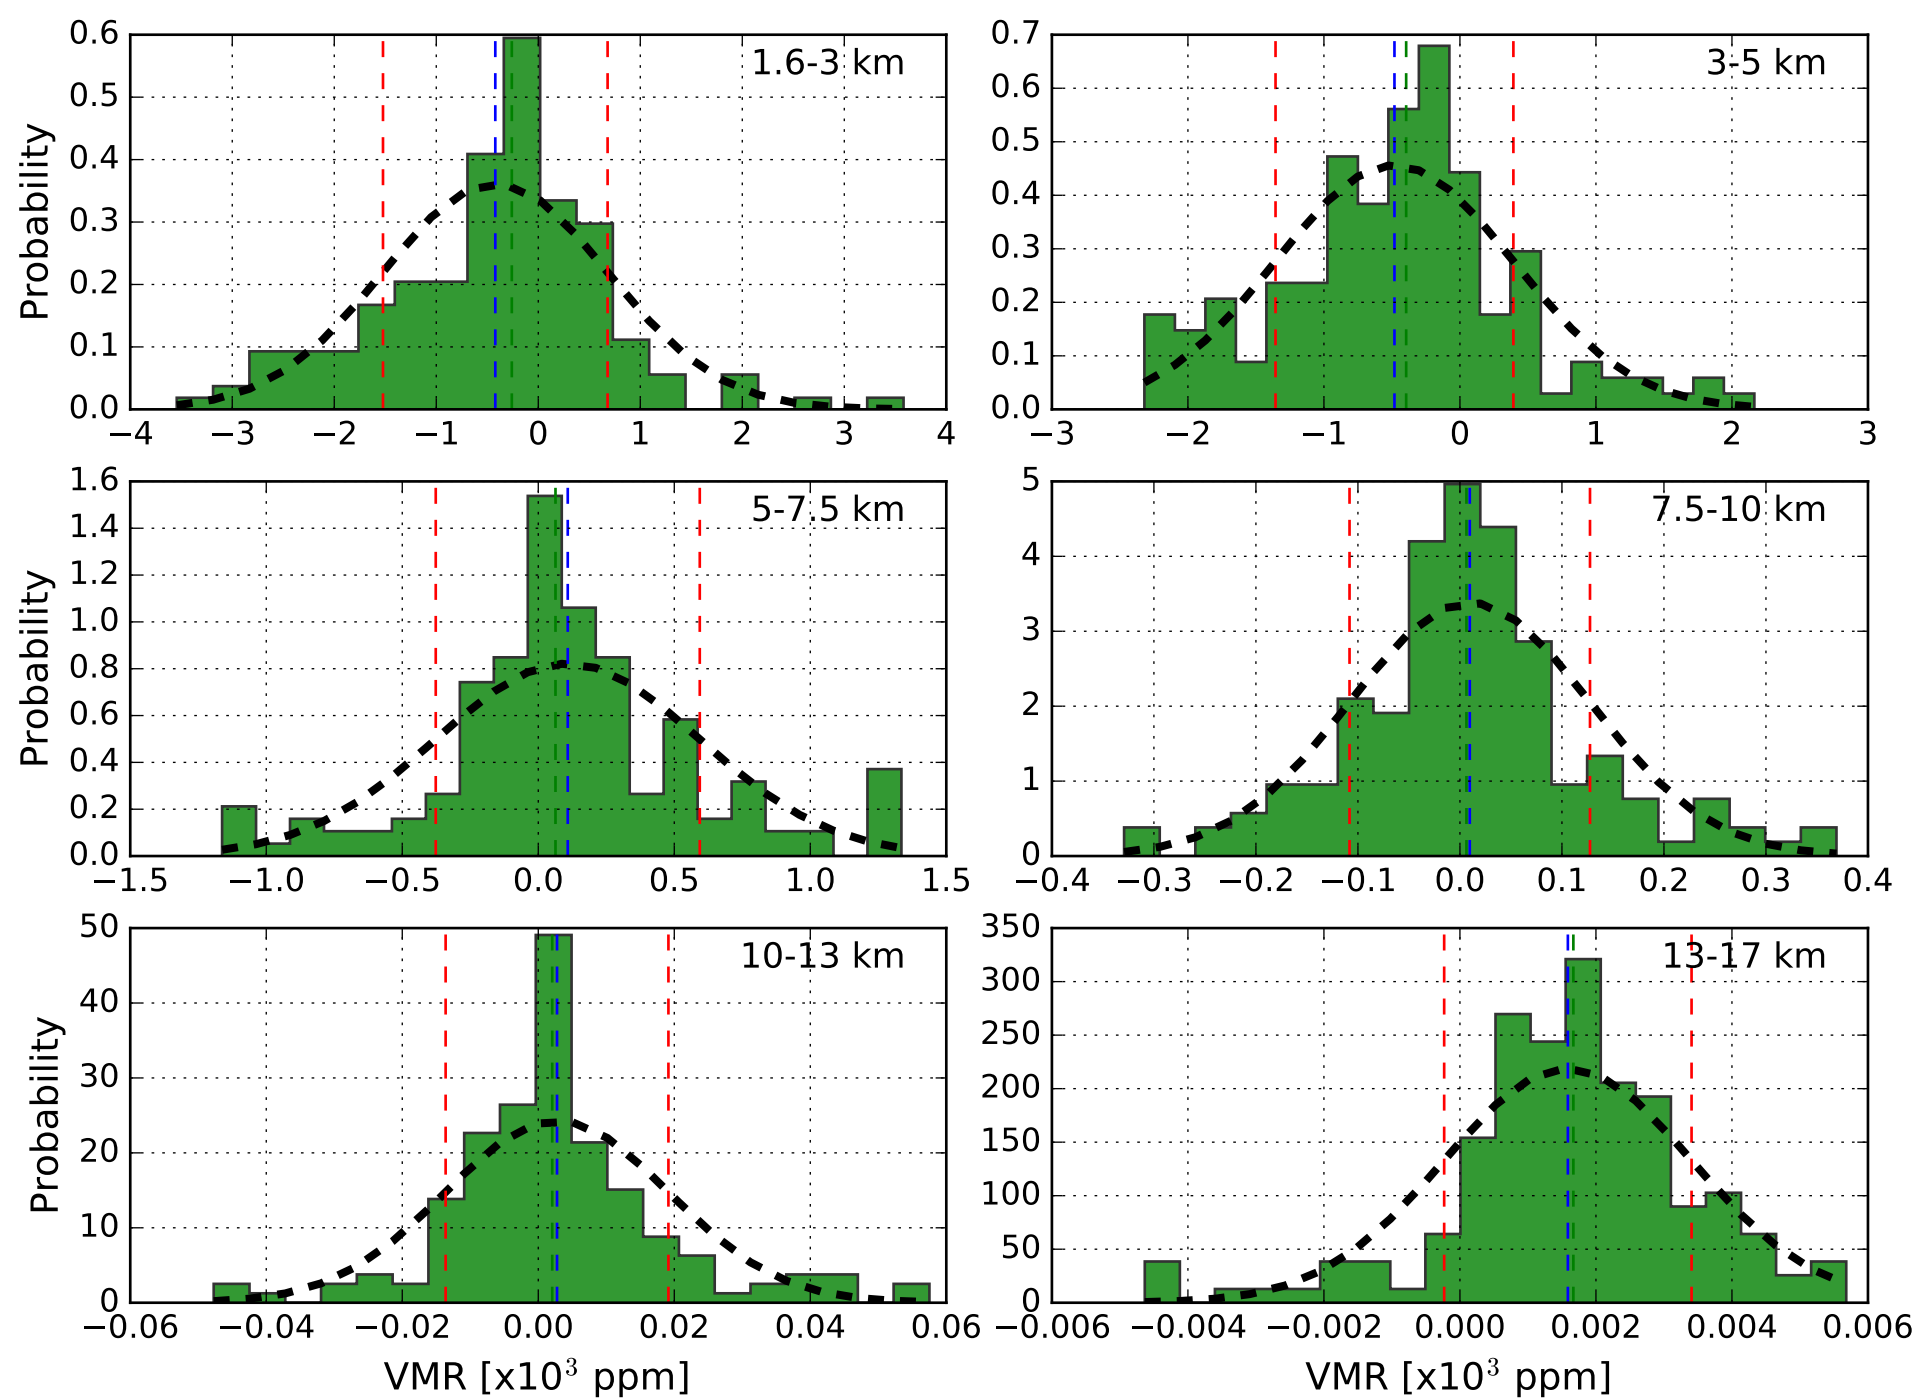 0.6
0.5
0.4
0.3
0.2
0.1
0.0
Probability
1.6-3 km
−4 −3 −2 −1 0 1 2 3 4
0.7
0.6
0.5
0.4
0.3
0.2
0.1
0.0
3-5 km
−3 −2 −1 0 1 2 3
1.6
1.4
1.2
1.0
0.8
0.6
0.4
0.2
0.0
Probability
5-7.5 km
−1.5 −1.0 −0.5 0.0 0.5 1.0 1.5
5
4
3
2
1
0
7.5-10 km
−0.4 −0.3 −0.2 −0.1 0.0 0.1 0.2 0.3 0.4
50
40
30
20
10
0
Probability
10-13 km
−0.06 −0.04 −0.02 0.00 0.02 0.04 0.06
VMR [x10³ ppm]
350
300
250
200
150
100
50
0
13-17 km
−0.006 −0.004 −0.002 0.000 0.002 0.004 0.006
VMR [x10³ ppm]